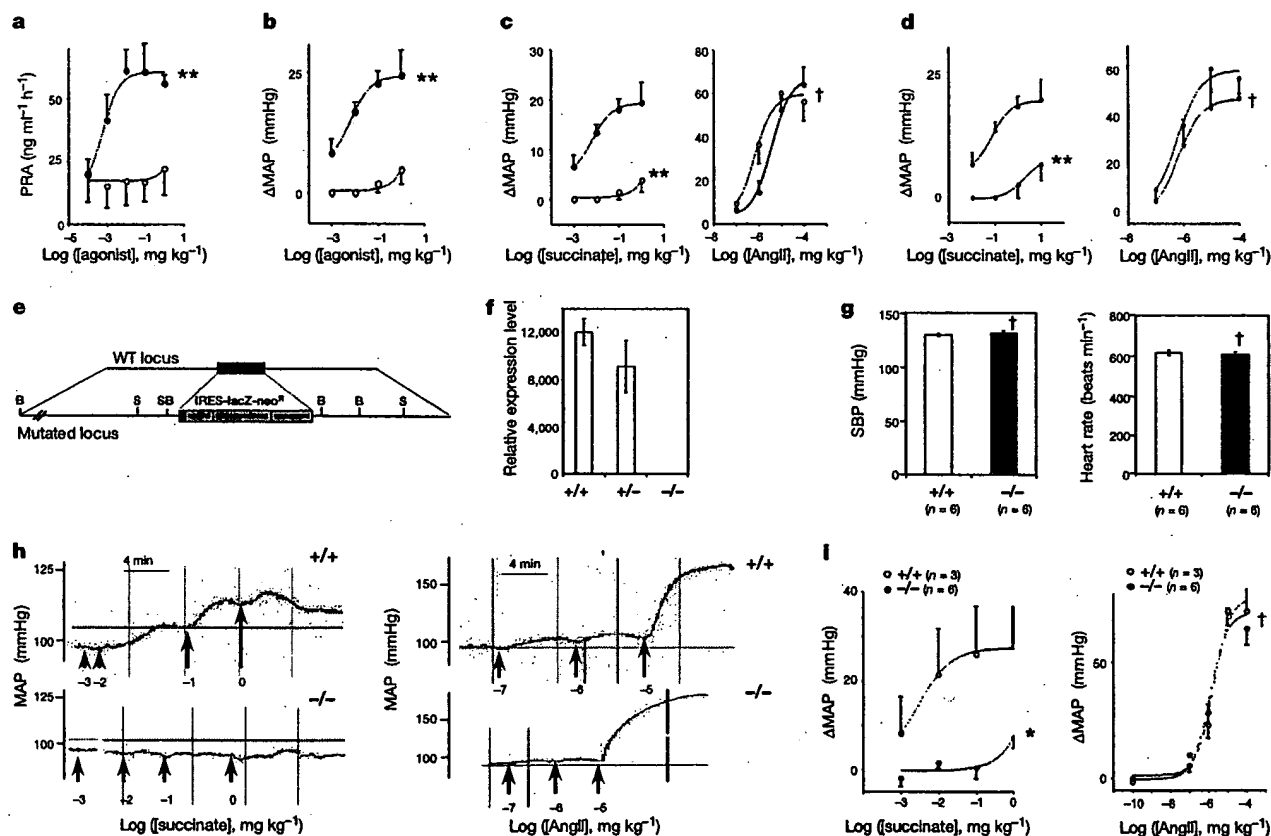 a
PRA (ng ml⁻¹ h⁻¹)
50
25
0
**
−5 −3 −1 1
Log ([agonist], mg kg⁻¹)
b
ΔMAP (mmHg)
25
0
**
−3 −1 1
Log ([agonist], mg kg⁻¹)
c
ΔMAP (mmHg)
30
20
10
0
**
−3 −1 1
Log ([succinate], mg kg⁻¹)
80
60
40
20
0
†
−8 −6 −4
Log ([AngII], mg kg⁻¹)
d
ΔMAP (mmHg)
25
0
**
−3 −1 1
Log ([succinate], mg kg⁻¹)
60
40
20
0
†
−8 −6 −4
Log ([AngII], mg kg⁻¹)
e
WT locus
B S SB IRES-lacZ-neoᴿ B B S
Mutated locus
f
Relative expression level
12,000
8,000
4,000
0
+/+ +/− −/−
g
SBP (mmHg)
150
100
50
0
†
+/+ −/−
(n = 6) (n = 6)
Heart rate (beats min⁻¹)
800
600
400
200
0
†
+/+ −/−
(n = 6) (n = 6)
h
MAP (mmHg)
125
100
4 min
+/+
−3 −2 −1 0
125
100
−/−
−3 −2 −1 0
Log ([succinate], mg kg⁻¹)
MAP (mmHg)
150
100
4 min
+/+
−7 −6 −5
150
100
−/−
−7 −6 −5
Log ([AngII], mg kg⁻¹)
i
+/+ (n = 3)
−/− (n = 6)
ΔMAP (mmHg)
40
20
0
*
−3 −2 −1 0
Log ([succinate], mg kg⁻¹)
+/+ (n = 3)
−/− (n = 6)
ΔMAP (mmHg)
50
0
†
−10 −8 −6 −4
Log ([AngII], mg kg⁻¹)